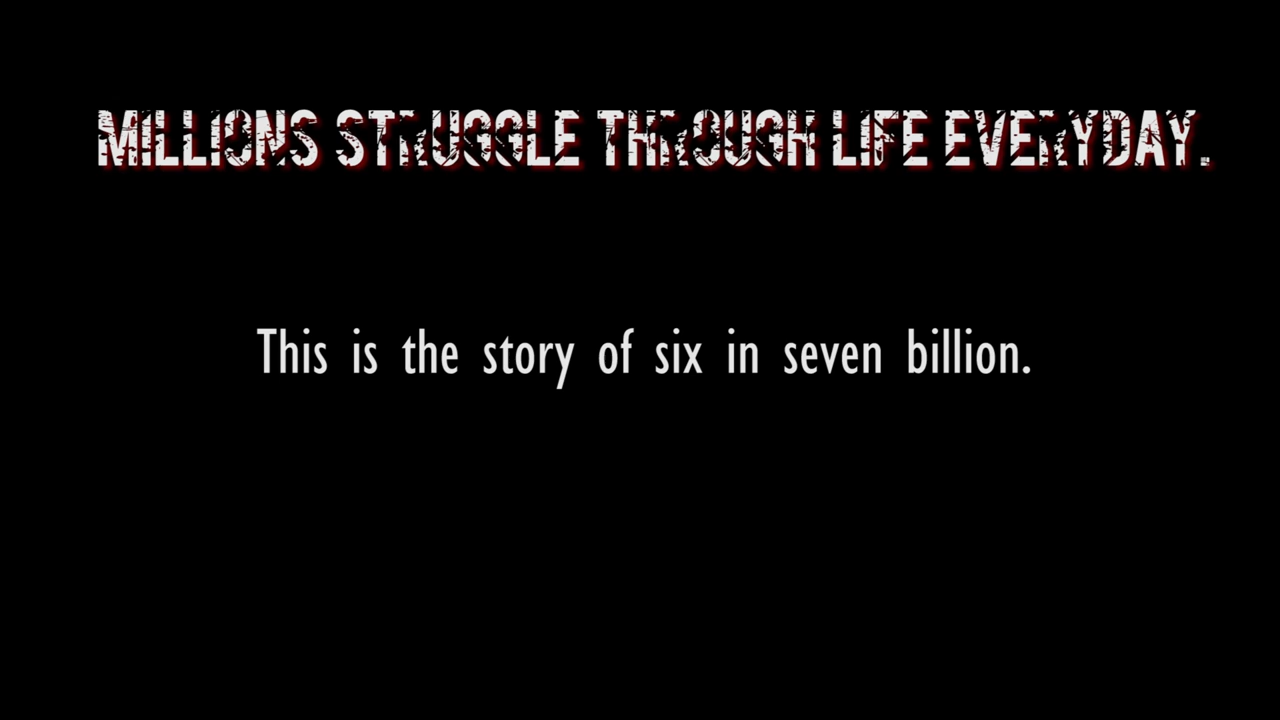 MILLIONS STRUGGLE THROUGH LIFE EVERYDAY.
This is the story of six in seven billion.